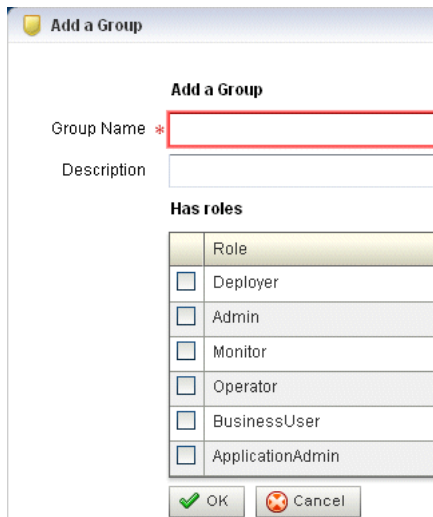 Add a Group
Add a Group
Group Name *
Description
Has roles
Role
Deployer
Admin
Monitor
Operator
BusinessUser
ApplicationAdmin
OK Cancel